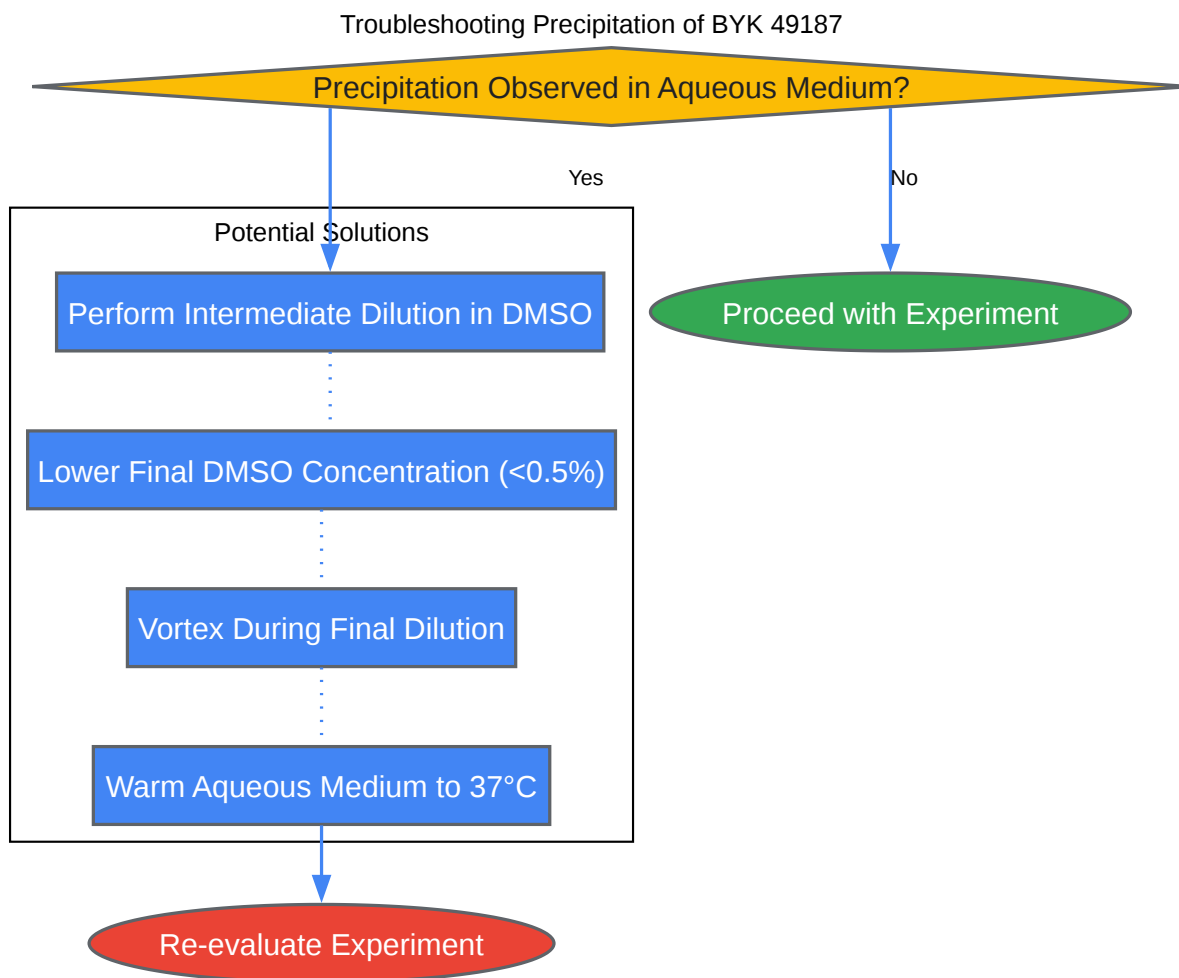 Troubleshooting Precipitation of BYK 49187
Precipitation Observed in Aqueous Medium?
Yes
No
Potential Solutions
Perform Intermediate Dilution in DMSO
Proceed with Experiment
Lower Final DMSO Concentration (<0.5%)
Vortex During Final Dilution
Warm Aqueous Medium to 37°C
Re-evaluate Experiment